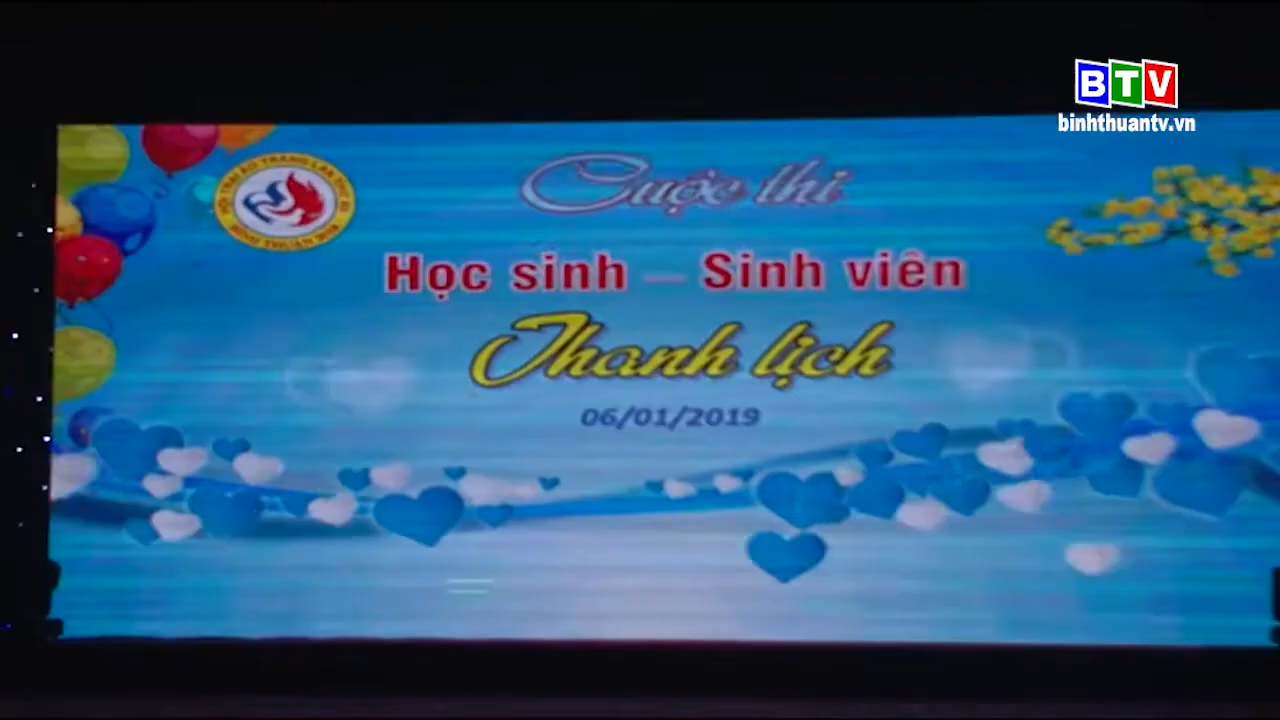 BTV
binhthuantv.vn
Cuộc thi
Học sinh – Sinh viên
Thanh lịch
06/01/2019